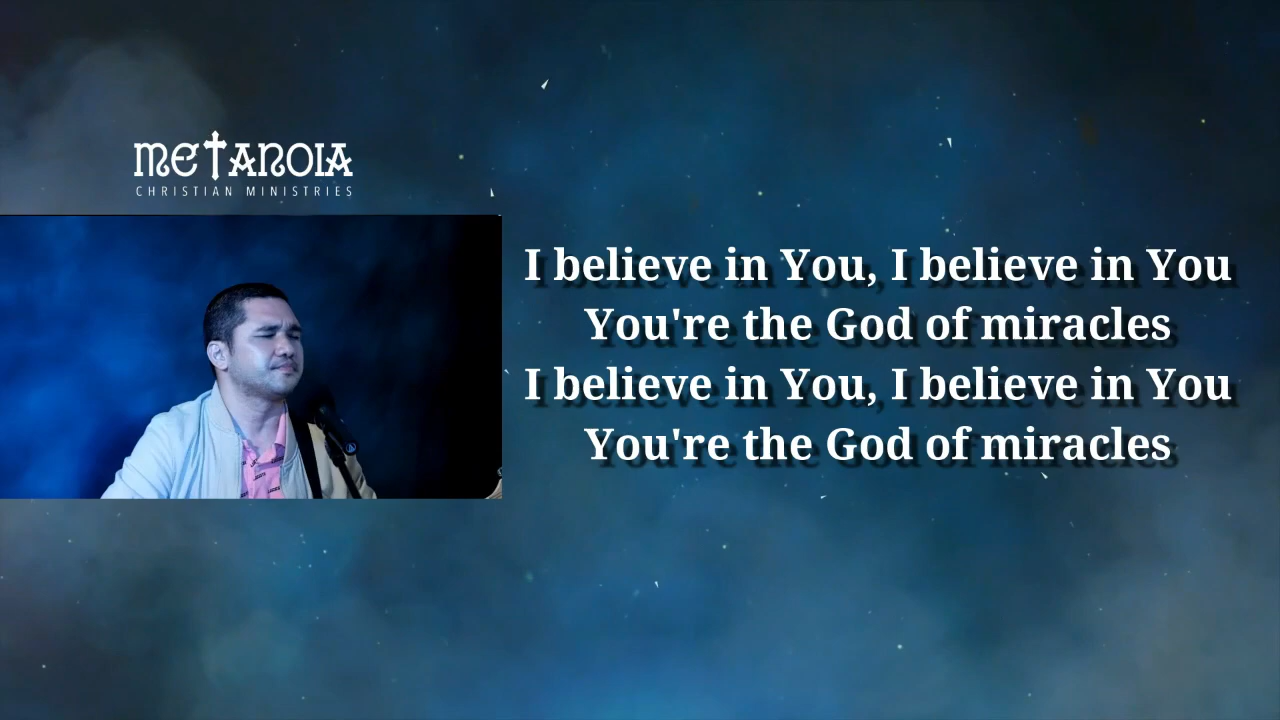 METANOIA
CHRISTIAN MINISTRIES
I believe in You, I believe in You
You're the God of miracles
I believe in You, I believe in You
You're the God of miracles